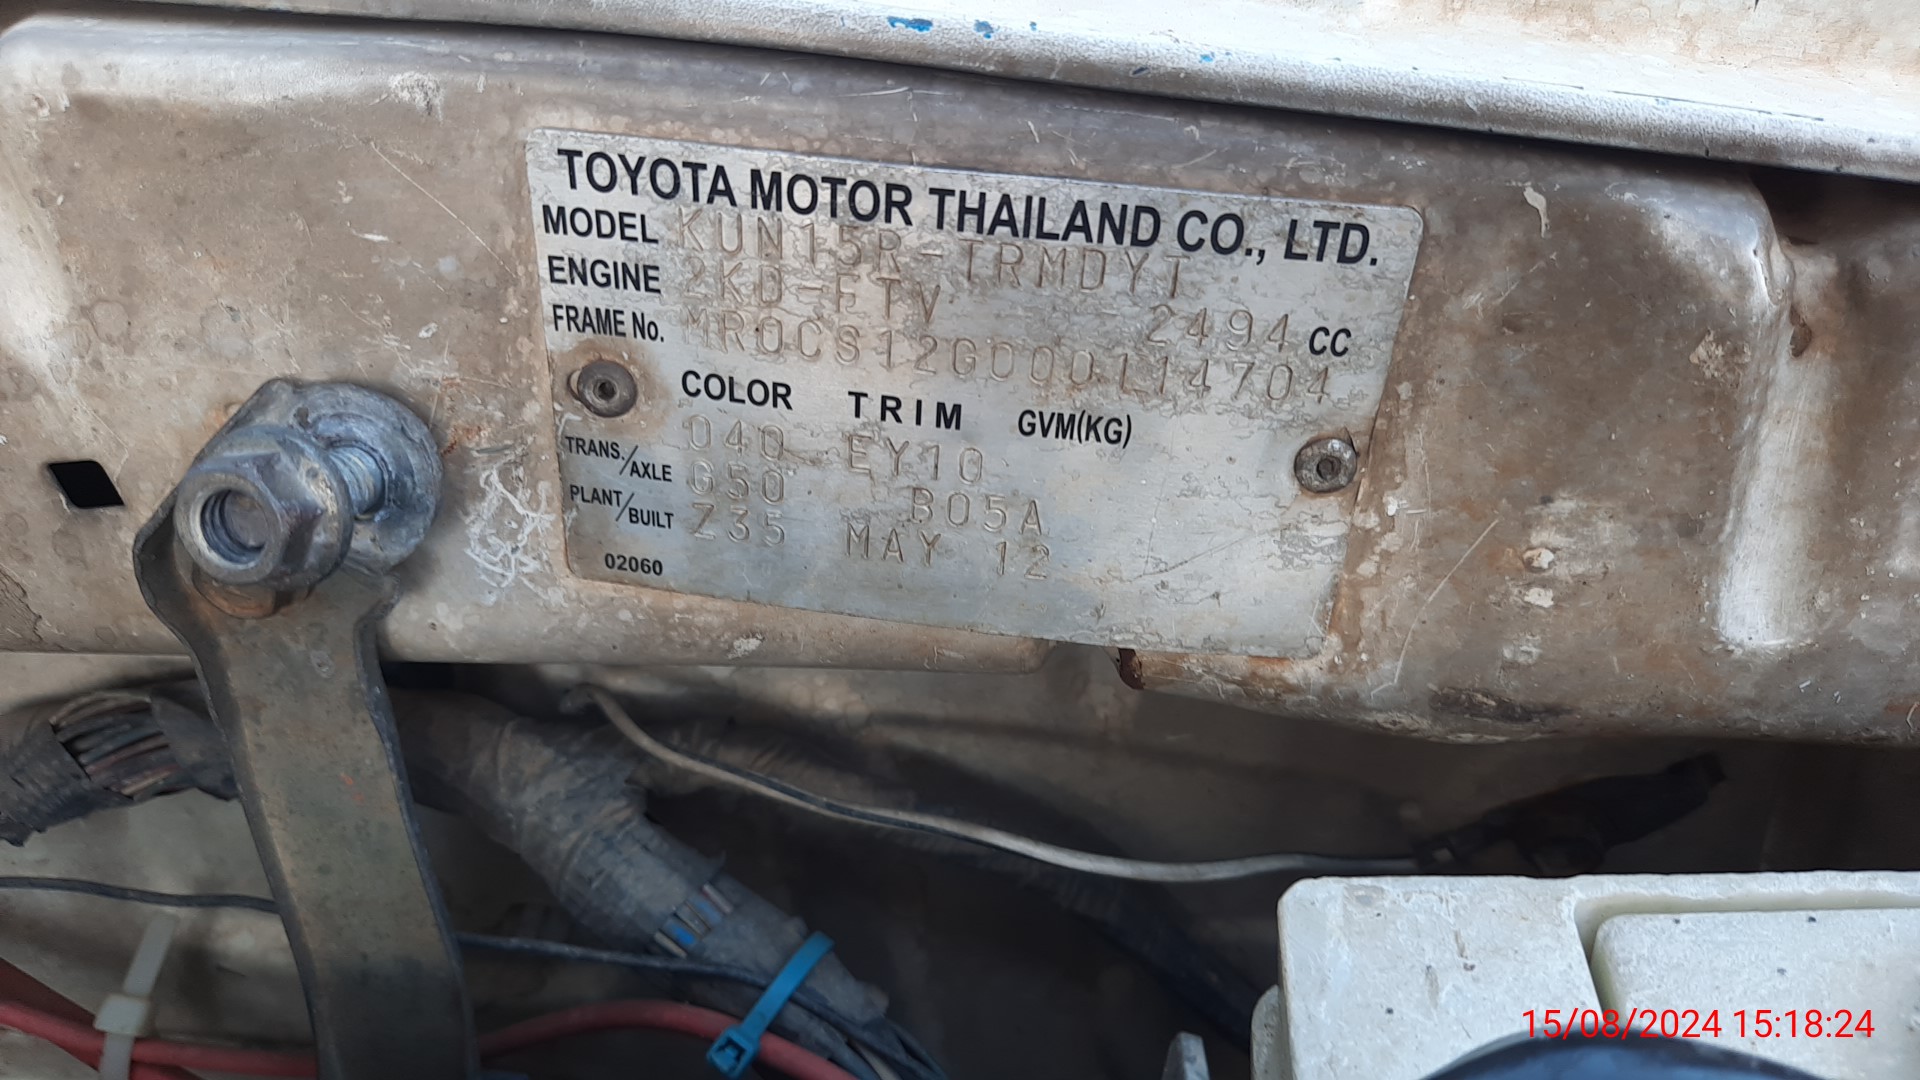 TOYOTA MOTOR THAILAND CO., LTD.
MODEL KUN15R-TRMDYT
ENGINE 2KD-FTV 2494 CC
FRAME No. MR0CS12G000114704
COLOR TRIM GVM(KG)
040 EY10
TRANS./AXLE G50 B05A
PLANT/BUILT Z35 MAY 12
02060
15/08/2024 15:18:24